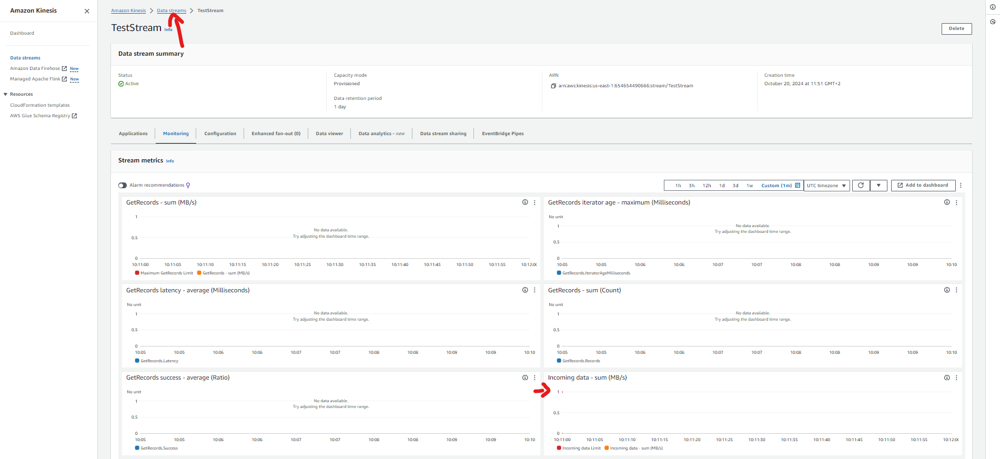 Amazon Kinesis
Dashboard
Data streams
Amazon Data Firehose New
Managed Apache Flink New
Resources
CloudFormation templates
AWS Glue Schema Registry
Amazon Kinesis Data streams TestStream
TestStream Info
Delete
Data stream summary
Status
Active
Capacity mode
Provisioned
Data retention period
1 day
ARN
arn:aws:kinesis:us-east-1:654654490666:stream/TestStream
Creation time
October 20, 2024 at 11:51 GMT+2
Applications Monitoring Configuration Enhanced fan-out (0) Data viewer Data analytics - new Data stream sharing EventBridge Pipes
Stream metrics Info
Alarm recommendations
1h 3h 12h 1d 3d 1w Custom (1m) UTC timezone Add to dashboard
GetRecords - sum (MB/s)
1
No data available.
Try adjusting the dashboard time range.
0.5
0
10:11:00 10:11:05 10:11:10 10:11:15 10:11:20 10:11:25 10:11:30 10:11:35 10:11:40 10:11:45 10:11:50 10:11:55 10:12:00
Maximum GetRecords Limit GetRecords - sum (MB/s)
GetRecords iterator age - maximum (Milliseconds)
No unit
1
No data available.
Try adjusting the dashboard time range.
0.5
0
10:05 10:05 10:06 10:06 10:07 10:07 10:08 10:08 10:09 10:09 10:10
GetRecords.IteratorAgeMilliseconds
GetRecords latency - average (Milliseconds)
No unit
1
No data available.
Try adjusting the dashboard time range.
0.5
0
10:05 10:05 10:06 10:06 10:07 10:07 10:08 10:08 10:09 10:09 10:10
GetRecords.Latency
GetRecords - sum (Count)
No unit
1
No data available.
Try adjusting the dashboard time range.
0.5
0
10:05 10:05 10:06 10:06 10:07 10:07 10:08 10:08 10:09 10:09 10:10
GetRecords.Records
GetRecords success - average (Ratio)
No unit
1
No data available.
Try adjusting the dashboard time range.
0.5
0
10:05 10:05 10:06 10:06 10:07 10:07 10:08 10:08 10:09 10:09 10:10
GetRecords.Success
Incoming data - sum (MB/s)
1
0.5
0
10:11:00 10:11:05 10:11:10 10:11:15 10:11:20 10:11:25 10:11:30 10:11:35 10:11:40 10:11:45 10:11:50 10:11:55 10:12:00
Incoming data Limit Incoming data - sum (MB/s)